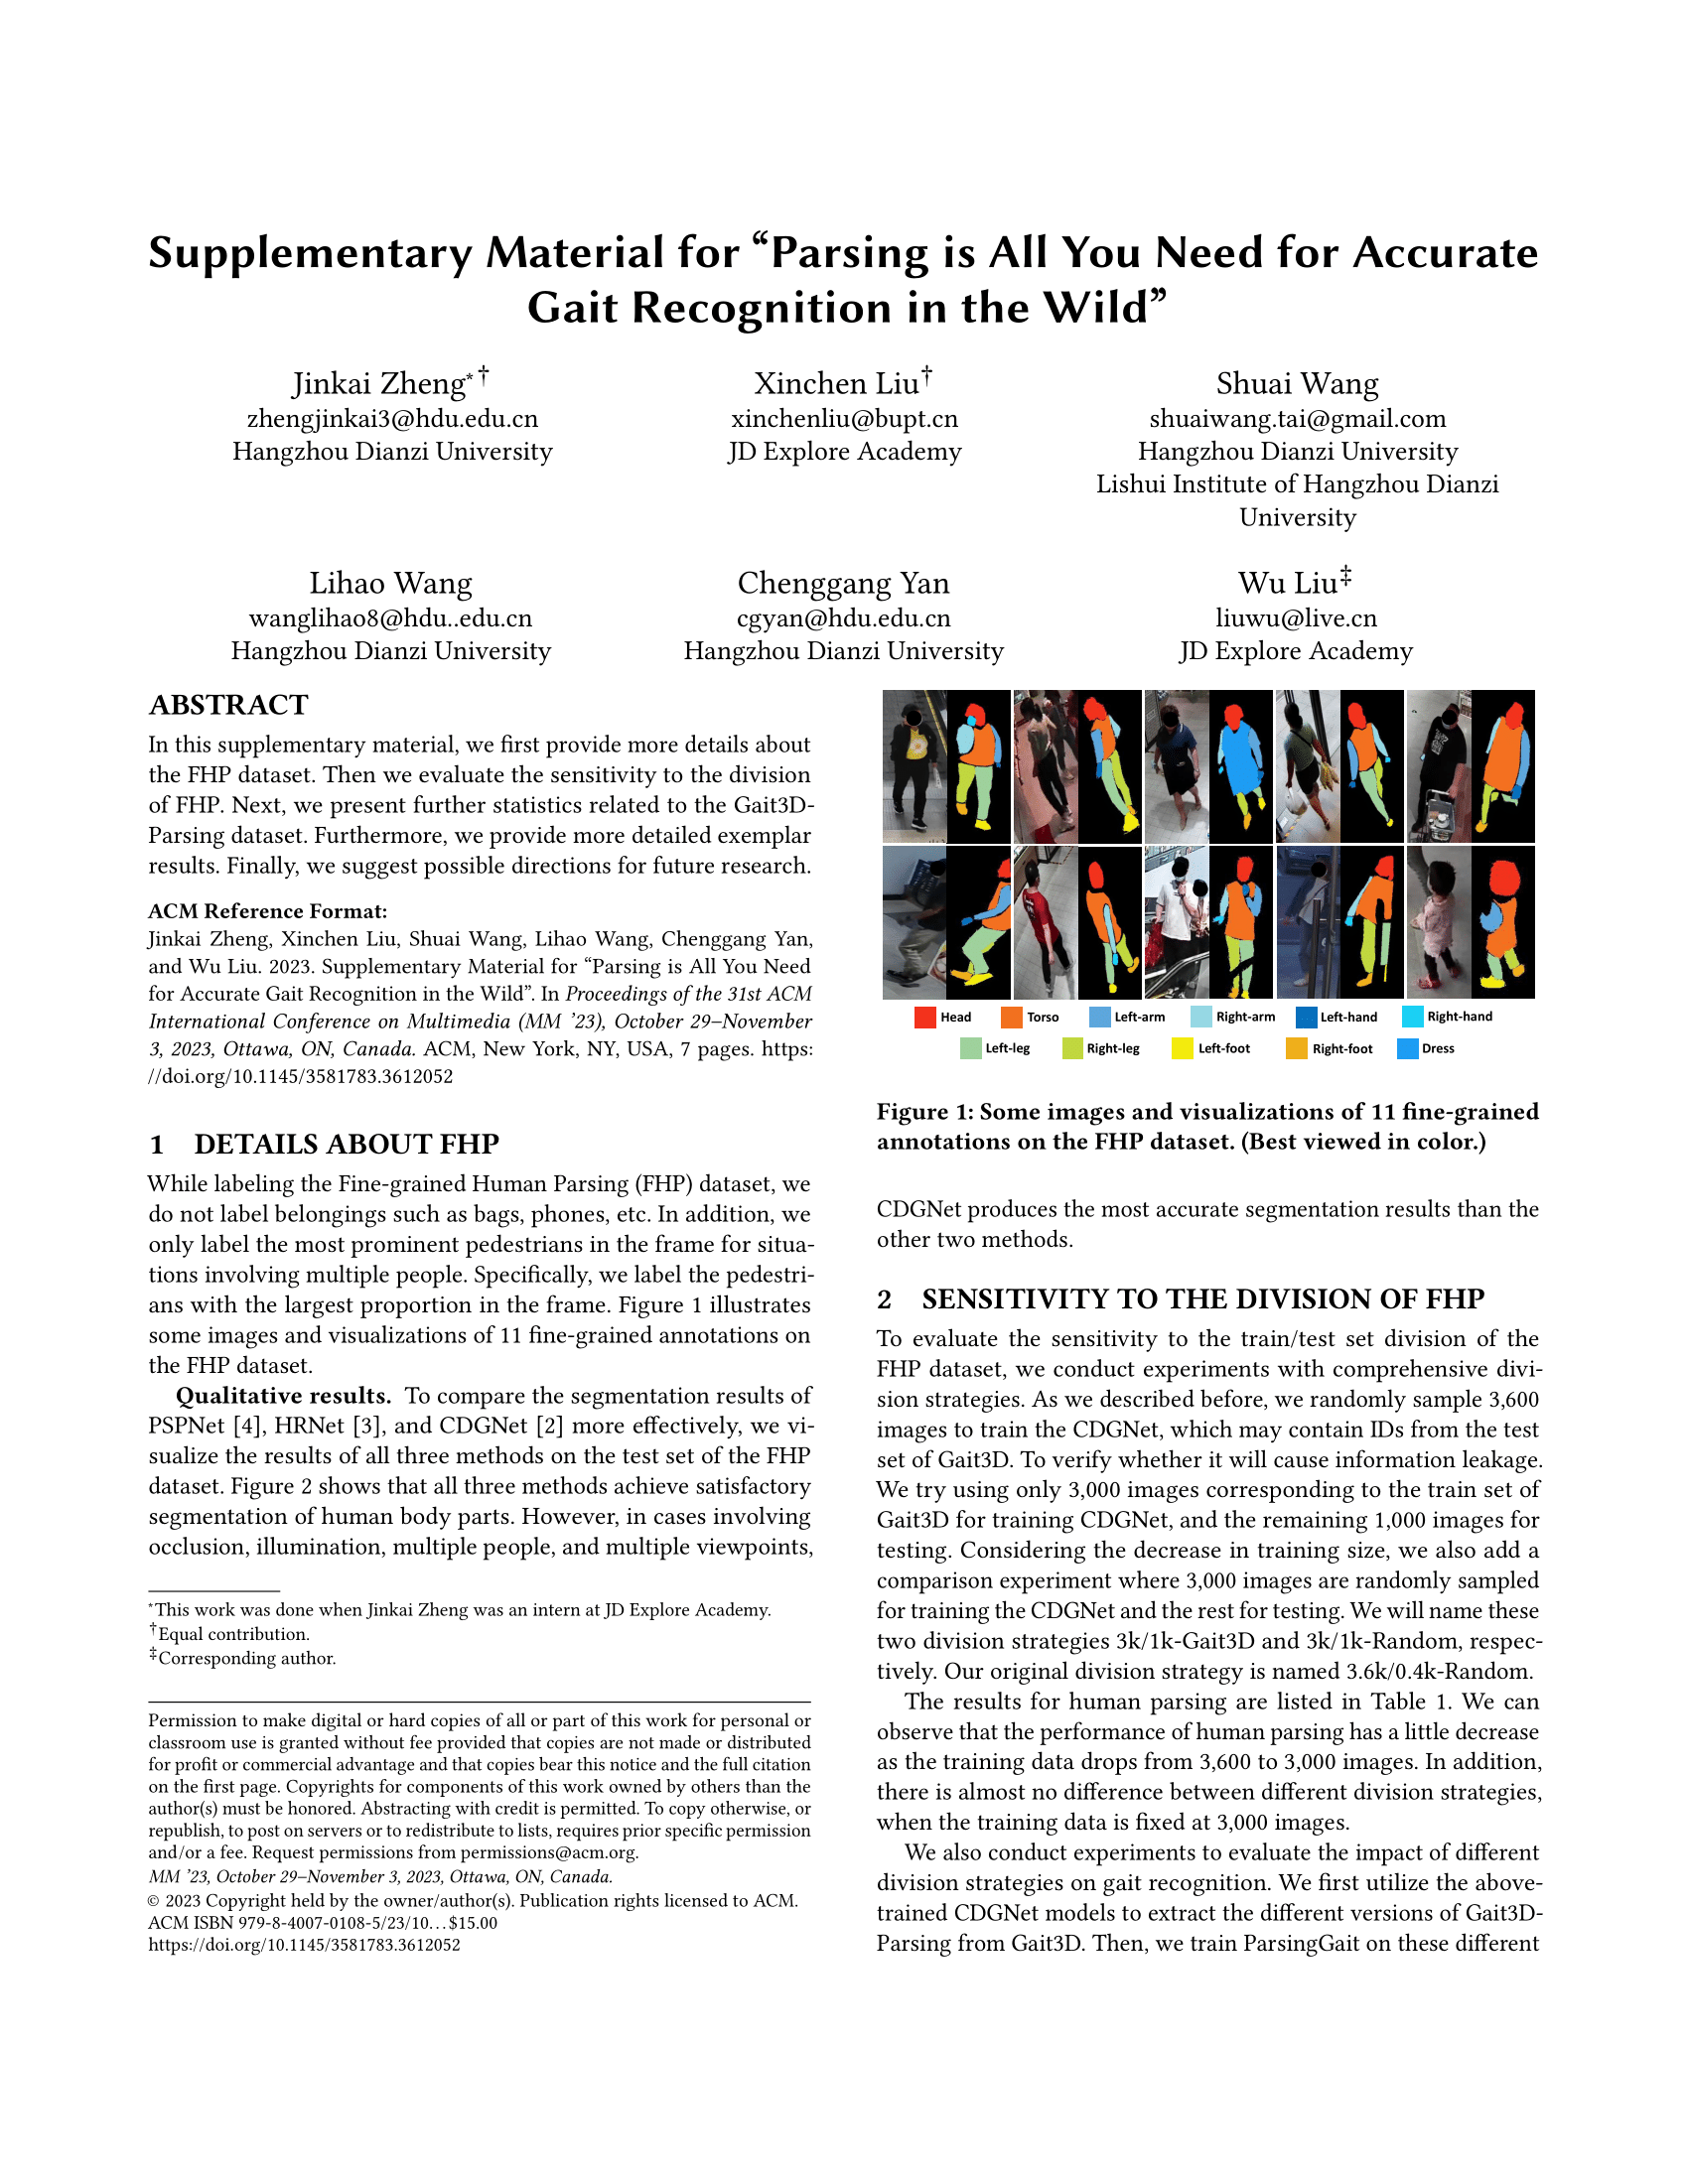 Supplementary Material for “Parsing is All You Need for Accurate
Gait Recognition in the Wild”
Jinkai Zheng*†
zhengjinkai3@hdu.edu.cn
Hangzhou Dianzi University
Xinchen Liu†
xinchenliu@bupt.cn
JD Explore Academy
Shuai Wang
shuaiwang.tai@gmail.com
Hangzhou Dianzi University
Lishui Institute of Hangzhou Dianzi
University
Lihao Wang
wanglihao8@hdu..edu.cn
Hangzhou Dianzi University
Chenggang Yan
cgyan@hdu.edu.cn
Hangzhou Dianzi University
Wu Liu‡
liuwu@live.cn
JD Explore Academy
ABSTRACT
In this supplementary material, we first provide more details about
the FHP dataset. Then we evaluate the sensitivity to the division
of FHP. Next, we present further statistics related to the Gait3D-
Parsing dataset. Furthermore, we provide more detailed exemplar
results. Finally, we suggest possible directions for future research.
ACM Reference Format:
Jinkai Zheng, Xinchen Liu, Shuai Wang, Lihao Wang, Chenggang Yan,
and Wu Liu. 2023. Supplementary Material for “Parsing is All You Need
for Accurate Gait Recognition in the Wild”. In Proceedings of the 31st ACM
International Conference on Multimedia (MM ’23), October 29–November
3, 2023, Ottawa, ON, Canada. ACM, New York, NY, USA, 7 pages. https:
//doi.org/10.1145/3581783.3612052
1 DETAILS ABOUT FHP
While labeling the Fine-grained Human Parsing (FHP) dataset, we
do not label belongings such as bags, phones, etc. In addition, we
only label the most prominent pedestrians in the frame for situa-
tions involving multiple people. Specifically, we label the pedestri-
ans with the largest proportion in the frame. Figure 1 illustrates
some images and visualizations of 11 fine-grained annotations on
the FHP dataset.
Qualitative results. To compare the segmentation results of
PSPNet [4], HRNet [3], and CDGNet [2] more effectively, we vi-
sualize the results of all three methods on the test set of the FHP
dataset. Figure 2 shows that all three methods achieve satisfactory
segmentation of human body parts. However, in cases involving
occlusion, illumination, multiple people, and multiple viewpoints,
*This work was done when Jinkai Zheng was an intern at JD Explore Academy.
†Equal contribution.
‡Corresponding author.
Permission to make digital or hard copies of all or part of this work for personal or
classroom use is granted without fee provided that copies are not made or distributed
for profit or commercial advantage and that copies bear this notice and the full citation
on the first page. Copyrights for components of this work owned by others than the
author(s) must be honored. Abstracting with credit is permitted. To copy otherwise, or
republish, to post on servers or to redistribute to lists, requires prior specific permission
and/or a fee. Request permissions from permissions@acm.org.
MM ’23, October 29–November 3, 2023, Ottawa, ON, Canada.
© 2023 Copyright held by the owner/author(s). Publication rights licensed to ACM.
ACM ISBN 979-8-4007-0108-5/23/10...$15.00
https://doi.org/10.1145/3581783.3612052
Head Torso Left-arm Right-arm Left-hand Right-hand
Left-leg Right-leg Left-foot Right-foot Dress
Figure 1: Some images and visualizations of 11 fine-grained
annotations on the FHP dataset. (Best viewed in color.)
CDGNet produces the most accurate segmentation results than the
other two methods.
2 SENSITIVITY TO THE DIVISION OF FHP
To evaluate the sensitivity to the train/test set division of the
FHP dataset, we conduct experiments with comprehensive divi-
sion strategies. As we described before, we randomly sample 3,600
images to train the CDGNet, which may contain IDs from the test
set of Gait3D. To verify whether it will cause information leakage.
We try using only 3,000 images corresponding to the train set of
Gait3D for training CDGNet, and the remaining 1,000 images for
testing. Considering the decrease in training size, we also add a
comparison experiment where 3,000 images are randomly sampled
for training the CDGNet and the rest for testing. We will name these
two division strategies 3k/1k-Gait3D and 3k/1k-Random, respec-
tively. Our original division strategy is named 3.6k/0.4k-Random.
The results for human parsing are listed in Table 1. We can
observe that the performance of human parsing has a little decrease
as the training data drops from 3,600 to 3,000 images. In addition,
there is almost no difference between different division strategies,
when the training data is fixed at 3,000 images.
We also conduct experiments to evaluate the impact of different
division strategies on gait recognition. We first utilize the above-
trained CDGNet models to extract the different versions of Gait3D-
Parsing from Gait3D. Then, we train ParsingGait on these different